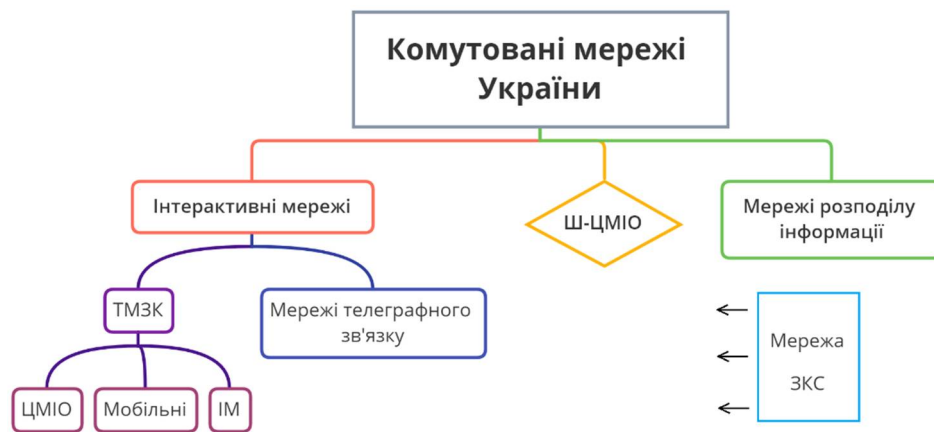 Комутовані мережі
України
Інтерактивні мережі
Ш-ЦМІО
Мережі розподілу
інформації
ТМЗК
Мережі телеграфного
зв'язку
Мережа
ЗКС
ЦМІО
Мобільні
ІМ